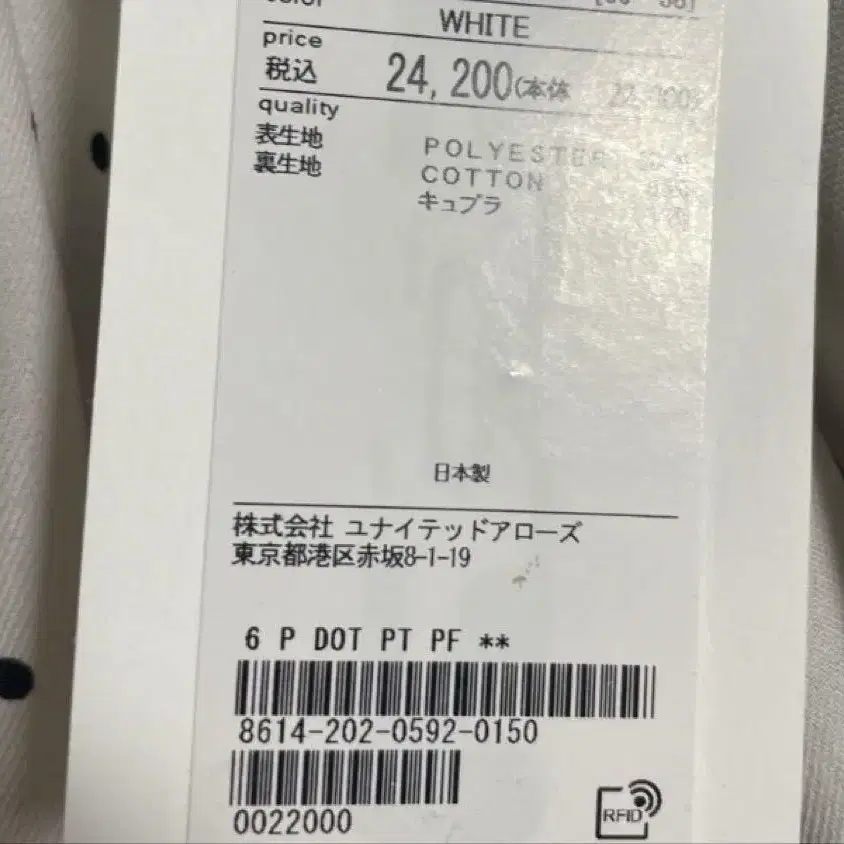 color
WHITE
price
税込 24,200(本体 22,000)
quality
表生地 POLYESTER
裏生地 COTTON
キュプラ
日本製
株式会社 ユナイテッドアローズ
東京都港区赤坂8-1-19
6 P DOT PT PF **
8614-202-0592-0150
0022000
RFID